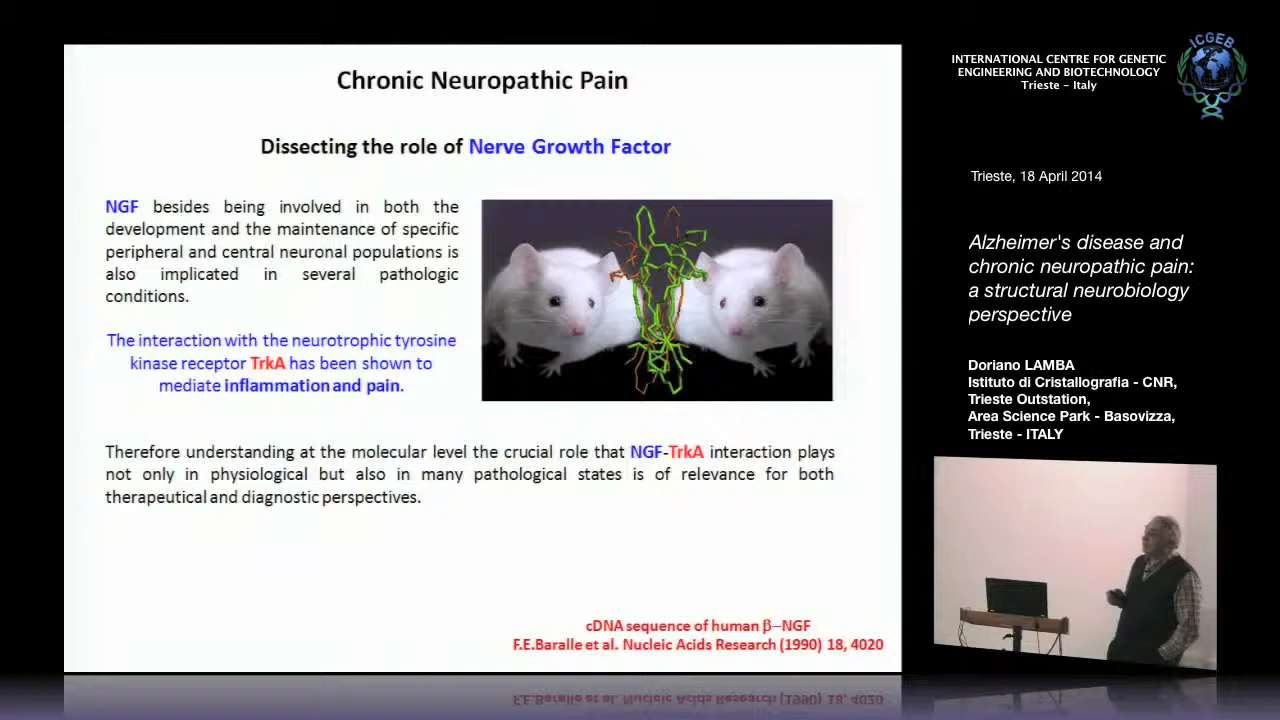 Chronic Neuropathic Pain
Dissecting the role of Nerve Growth Factor
NGF besides being involved in both the
development and the maintenance of specific
peripheral and central neuronal populations is
also implicated in several pathologic
conditions.
The interaction with the neurotrophic tyrosine
kinase receptor TrkA has been shown to
mediate inflammation and pain.
Therefore understanding at the molecular level the crucial role that NGF-TrkA interaction plays
not only in physiological but also in many pathological states is of relevance for both
therapeutical and diagnostic perspectives.
cDNA sequence of human β–NGF
F.E.Baralle et al. Nucleic Acids Research (1990) 18, 4020
INTERNATIONAL CENTRE FOR GENETIC
ENGINEERING AND BIOTECHNOLOGY
Trieste - Italy
ICGEB
Trieste, 18 April 2014
Alzheimer's disease and
chronic neuropathic pain:
a structural neurobiology
perspective
Doriano LAMBA
Istituto di Cristallografia - CNR,
Trieste Outstation,
Area Science Park - Basovizza,
Trieste - ITALY